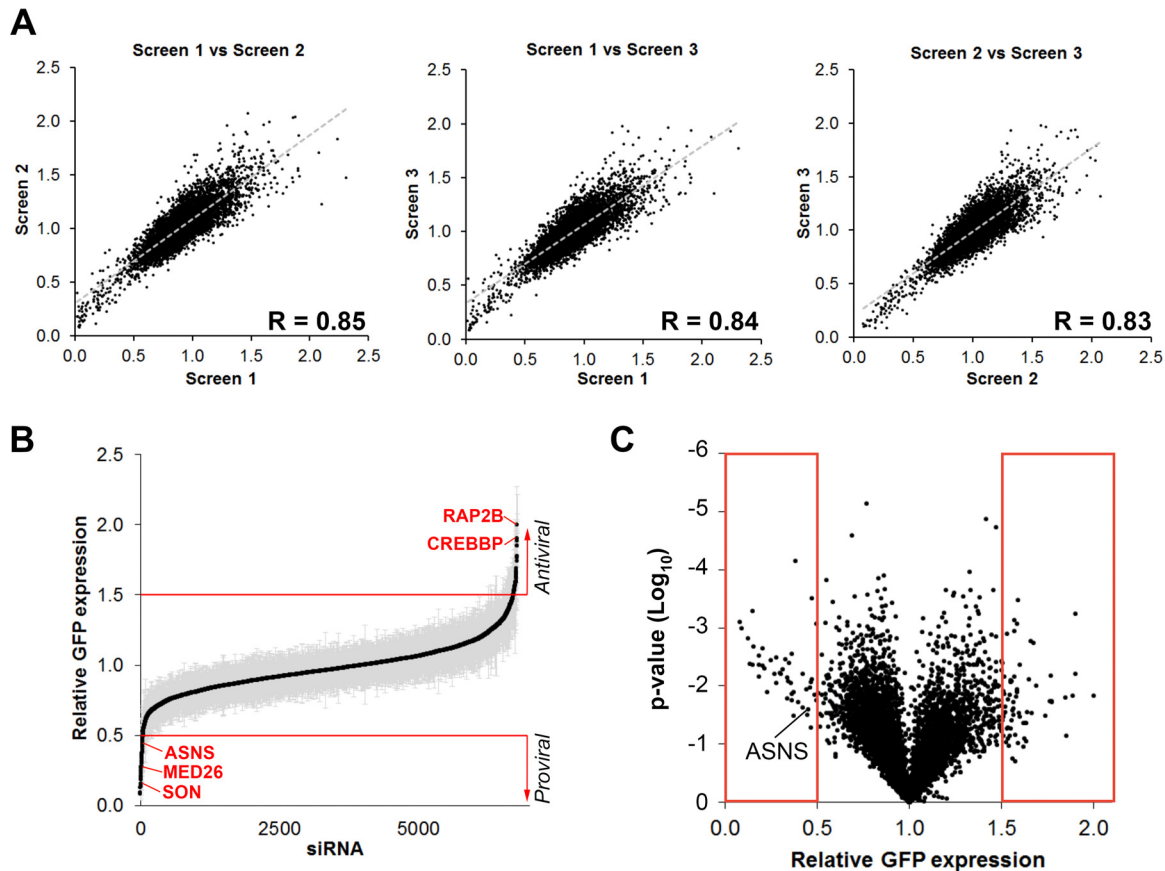 A
Screen 1 vs Screen 2
Screen 1 vs Screen 3
Screen 2 vs Screen 3
2.5
2.0
1.5
1.0
0.5
0.0
Screen 2
R = 0.85
0.0 0.5 1.0 1.5 2.0 2.5
Screen 1
2.5
2.0
1.5
1.0
0.5
0.0
Screen 3
R = 0.84
0.0 0.5 1.0 1.5 2.0 2.5
Screen 1
2.5
2.0
1.5
1.0
0.5
0.0
Screen 3
R = 0.83
0.0 0.5 1.0 1.5 2.0 2.5
Screen 2
B
2.5
2.0
1.5
1.0
0.5
0.0
Relative GFP expression
RAP2B
CREBBP
Antiviral
ASNS
MED26
SON
Proviral
0 2500 5000
siRNA
C
-6
-5
-4
-3
-2
-1
0
p-value (Log10)
ASNS
0.0 0.5 1.0 1.5 2.0
Relative GFP expression